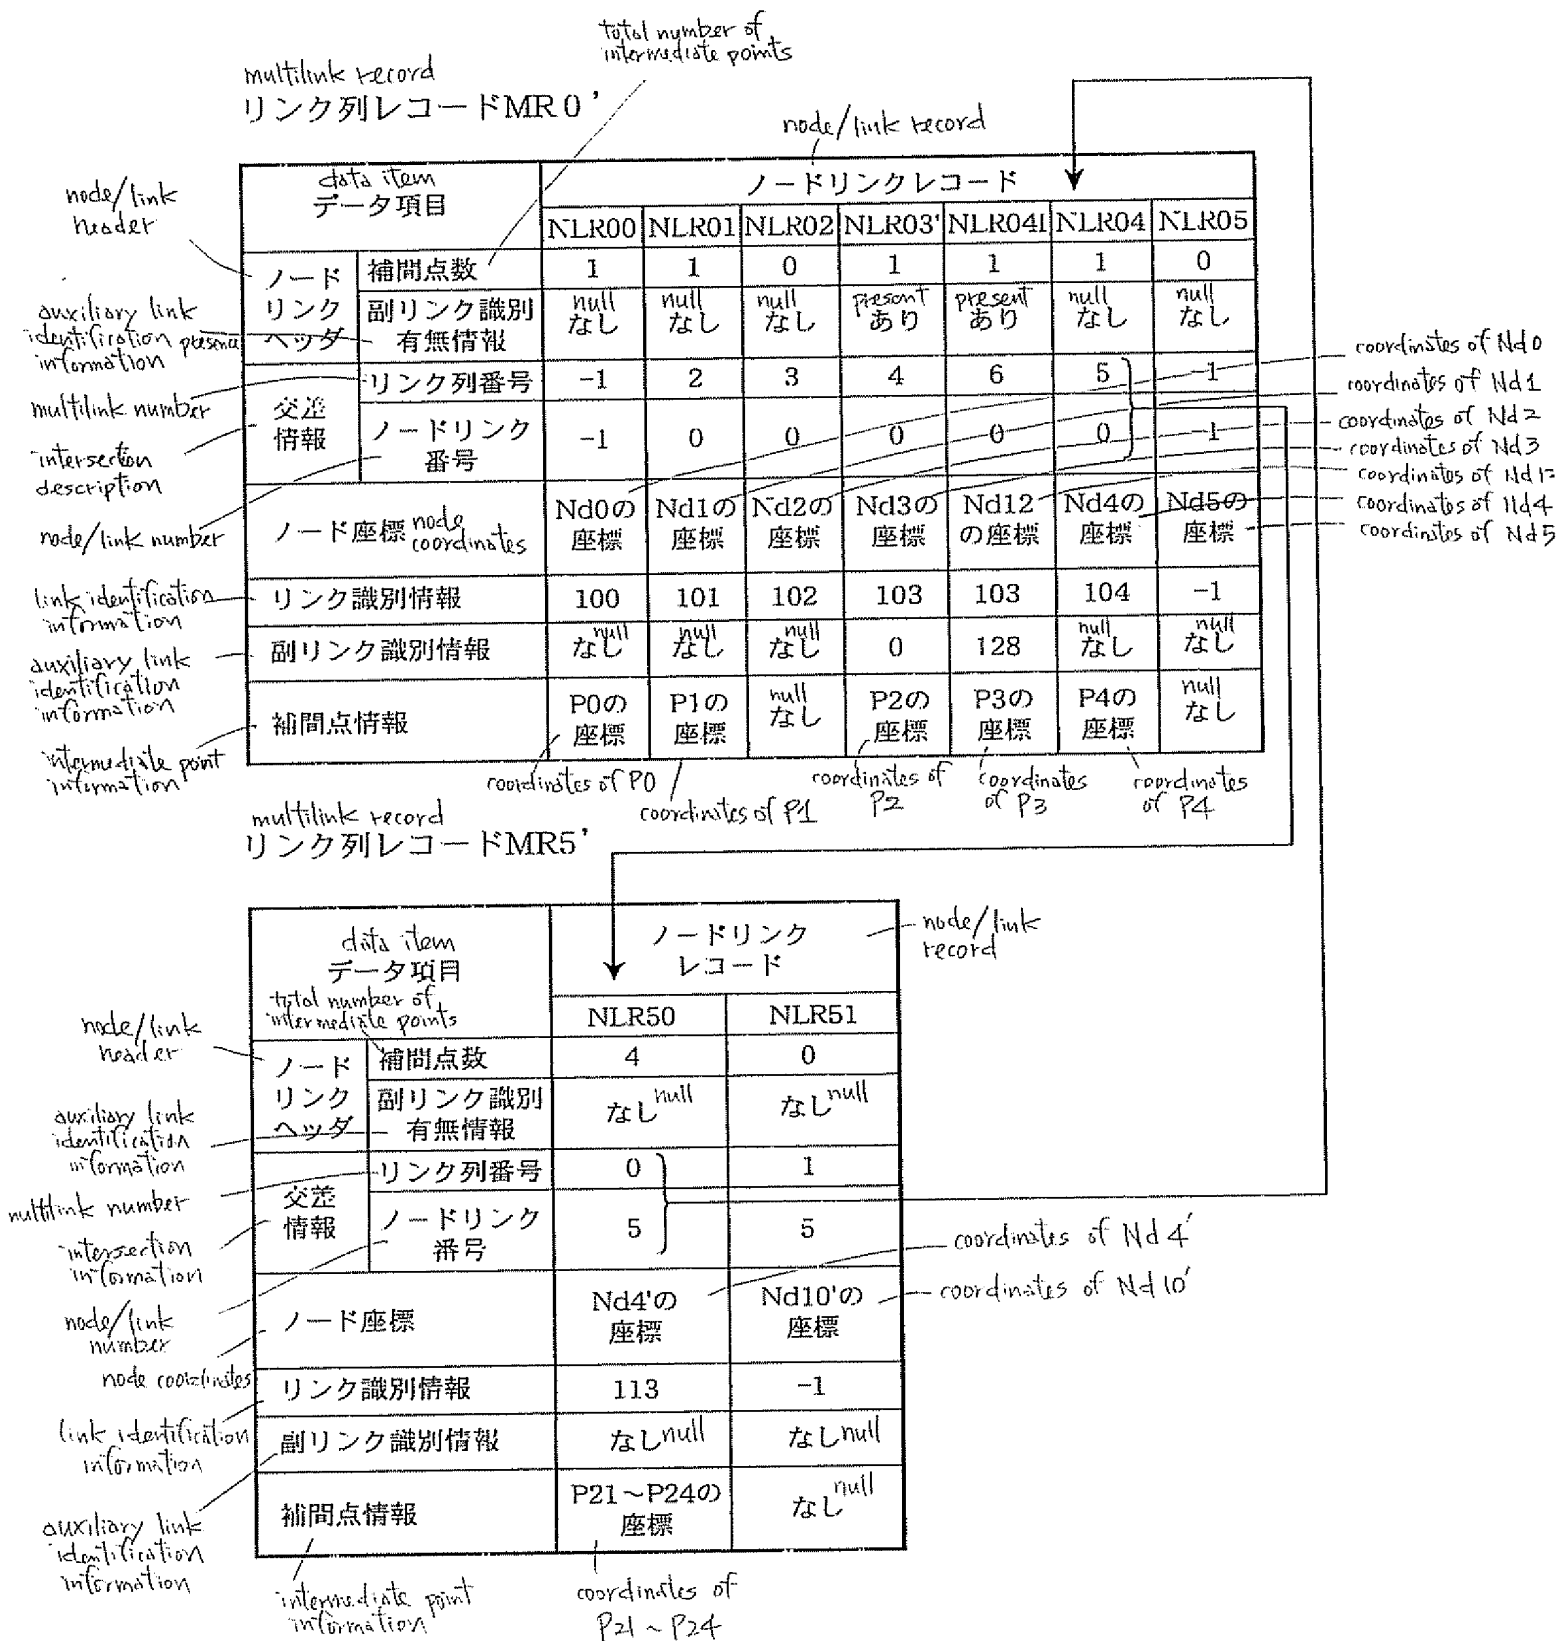 total number of
intermediate points
multilink record
リンク列レコードMR0'
node/link record
node/link
header
data item
データ項目
ノードリンクレコード
NLR00 NLR01 NLR02 NLR03' NLR041 NLR04 NLR05
ノード
リンク
ヘッダ
補間点数 1 1 0 1 1 1 0
auxiliary link
identification presence
information
副リンク識別
有無情報
null null null present present null null
なし なし なし あり あり なし なし
multilink number
リンク列番号 -1 2 3 4 6 5 -1
交差
情報
intersection
description
ノードリンク
番号
-1 0 0 0 0 0 -1
coordinates of Nd0
coordinates of Nd1
coordinates of Nd2
coordinates of Nd3
coordinates of Nd1
coordinates of Nd4
coordinates of Nd5
node/link number
ノード座標 node
coordinates
Nd0の Nd1の Nd2の Nd3の Nd12 Nd4の Nd5の
座標 座標 座標 座標 の座標 座標 座標
link identification
information
リンク識別情報 100 101 102 103 103 104 -1
auxiliary link
identification
information
副リンク識別情報
null null null null null
なし なし なし 0 128 なし なし
intermediate point
information
補間点情報
P0の P1の null P2の P3の P4の null
座標 座標 なし 座標 座標 座標 なし
coordinates of P0
coordinates of P1
coordinates of
P2
coordinates
of P3
coordinates
of P4
multilink record
リンク列レコードMR5'
data item
データ項目
ノードリンク
レコード
node/link
record
total number of
intermediate points
NLR50 NLR51
node/link
header
ノード
リンク
ヘッダ
補間点数 4 0
auxiliary link
identification
information
副リンク識別
有無情報
なしnull なしnull
multilink number
リンク列番号 0 1
交差
情報
intersection
information
ノードリンク
番号
5 5
coordinates of Nd4'
coordinates of Nd10'
node/link
number
ノード座標
Nd4'の Nd10'の
座標 座標
node coordinates
リンク識別情報 113 -1
link identification
information
副リンク識別情報 なしnull なしnull
auxiliary link
identification
information
補間点情報
P21～P24の
座標
なしnull
intermediate point
information
coordinates of
P21～P24